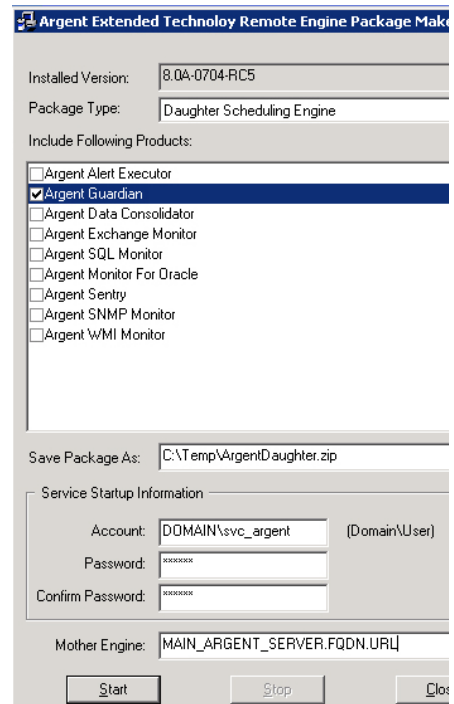 Argent Extended Technoloy Remote Engine Package Make
Installed Version: 8.0A-0704-RC5
Package Type: Daughter Scheduling Engine
Include Following Products:
Argent Alert Executor
Argent Guardian
Argent Data Consolidator
Argent Exchange Monitor
Argent SQL Monitor
Argent Monitor For Oracle
Argent Sentry
Argent SNMP Monitor
Argent WMI Monitor
Save Package As: C:\Temp\ArgentDaughter.zip
Service Startup Information
Account: DOMAIN\svc_argent (Domain\User)
Password: ××××××
Confirm Password: ××××××
Mother Engine: MAIN_ARGENT_SERVER.FQDN.URL
Start Stop Clos